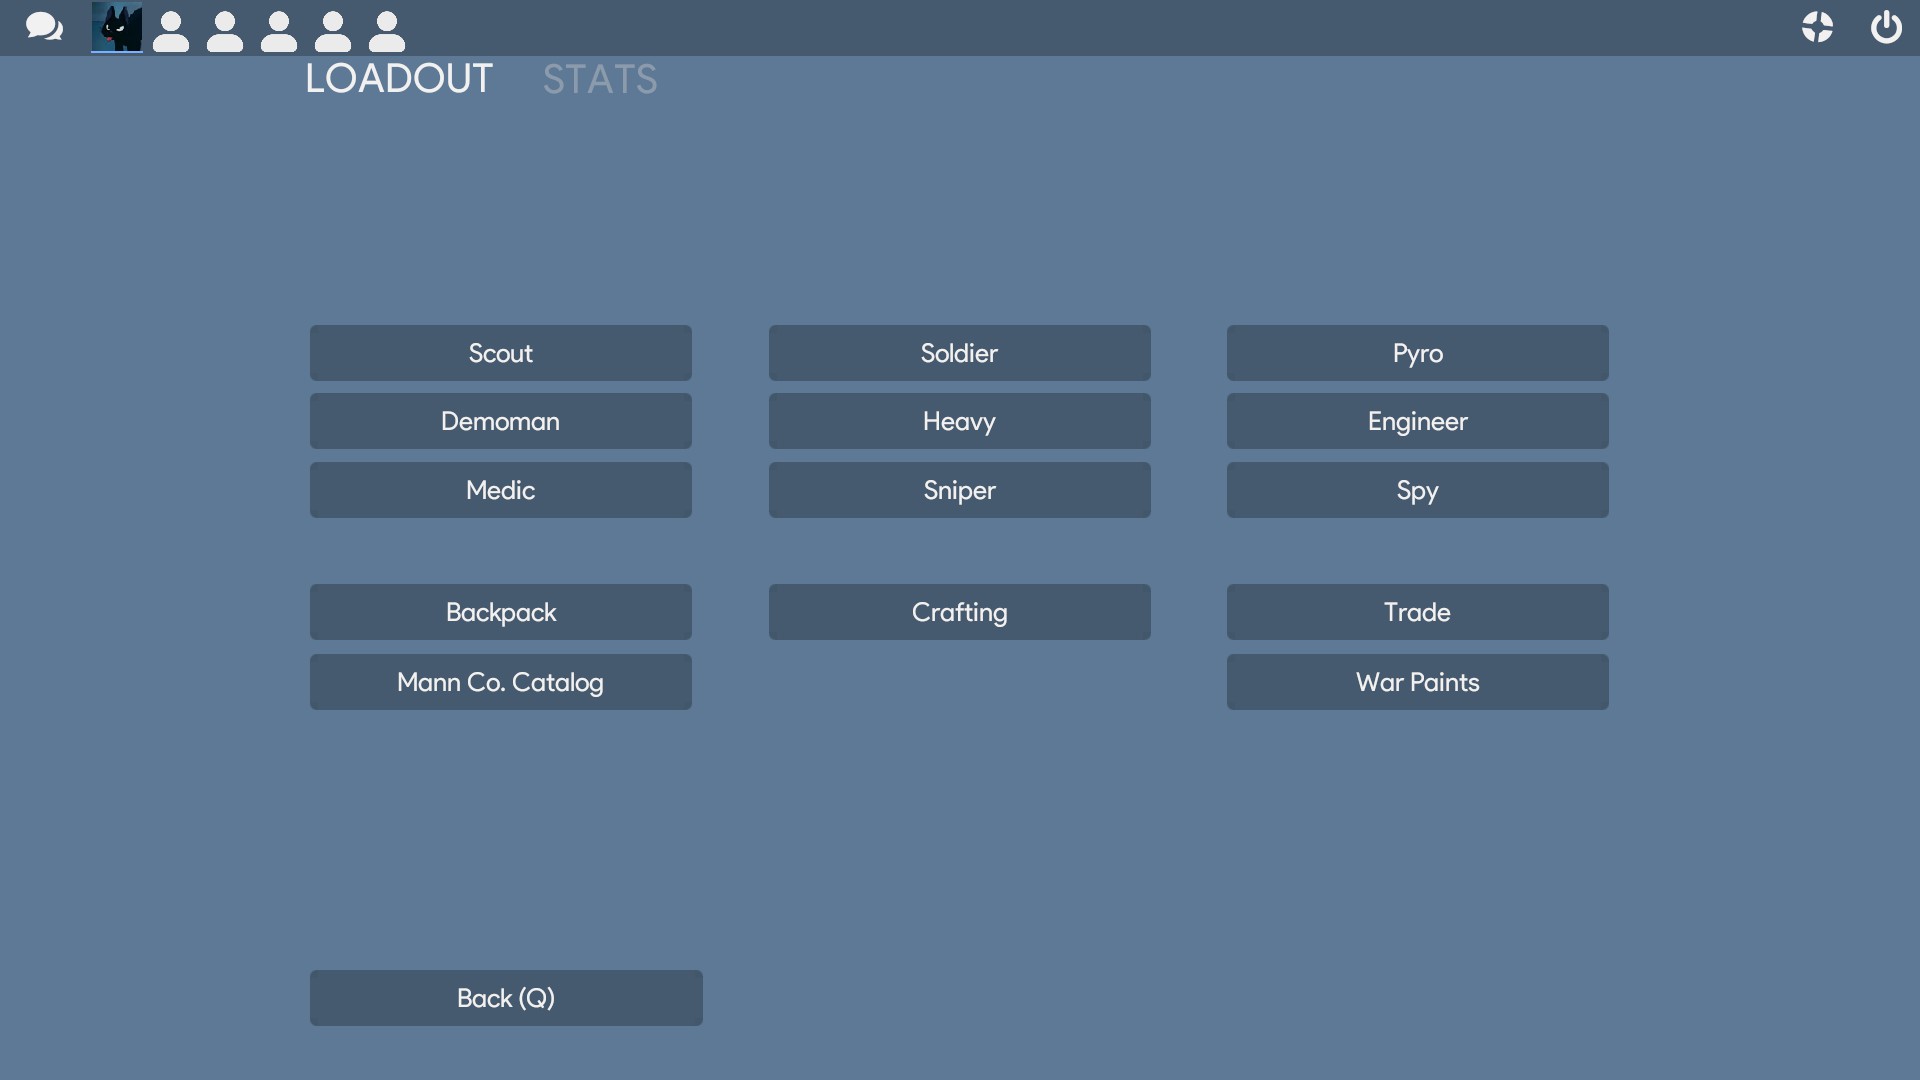 LOADOUT STATS
Scout Soldier Pyro
Demoman Heavy Engineer
Medic Sniper Spy
Backpack Crafting Trade
Mann Co. Catalog War Paints
Back (Q)